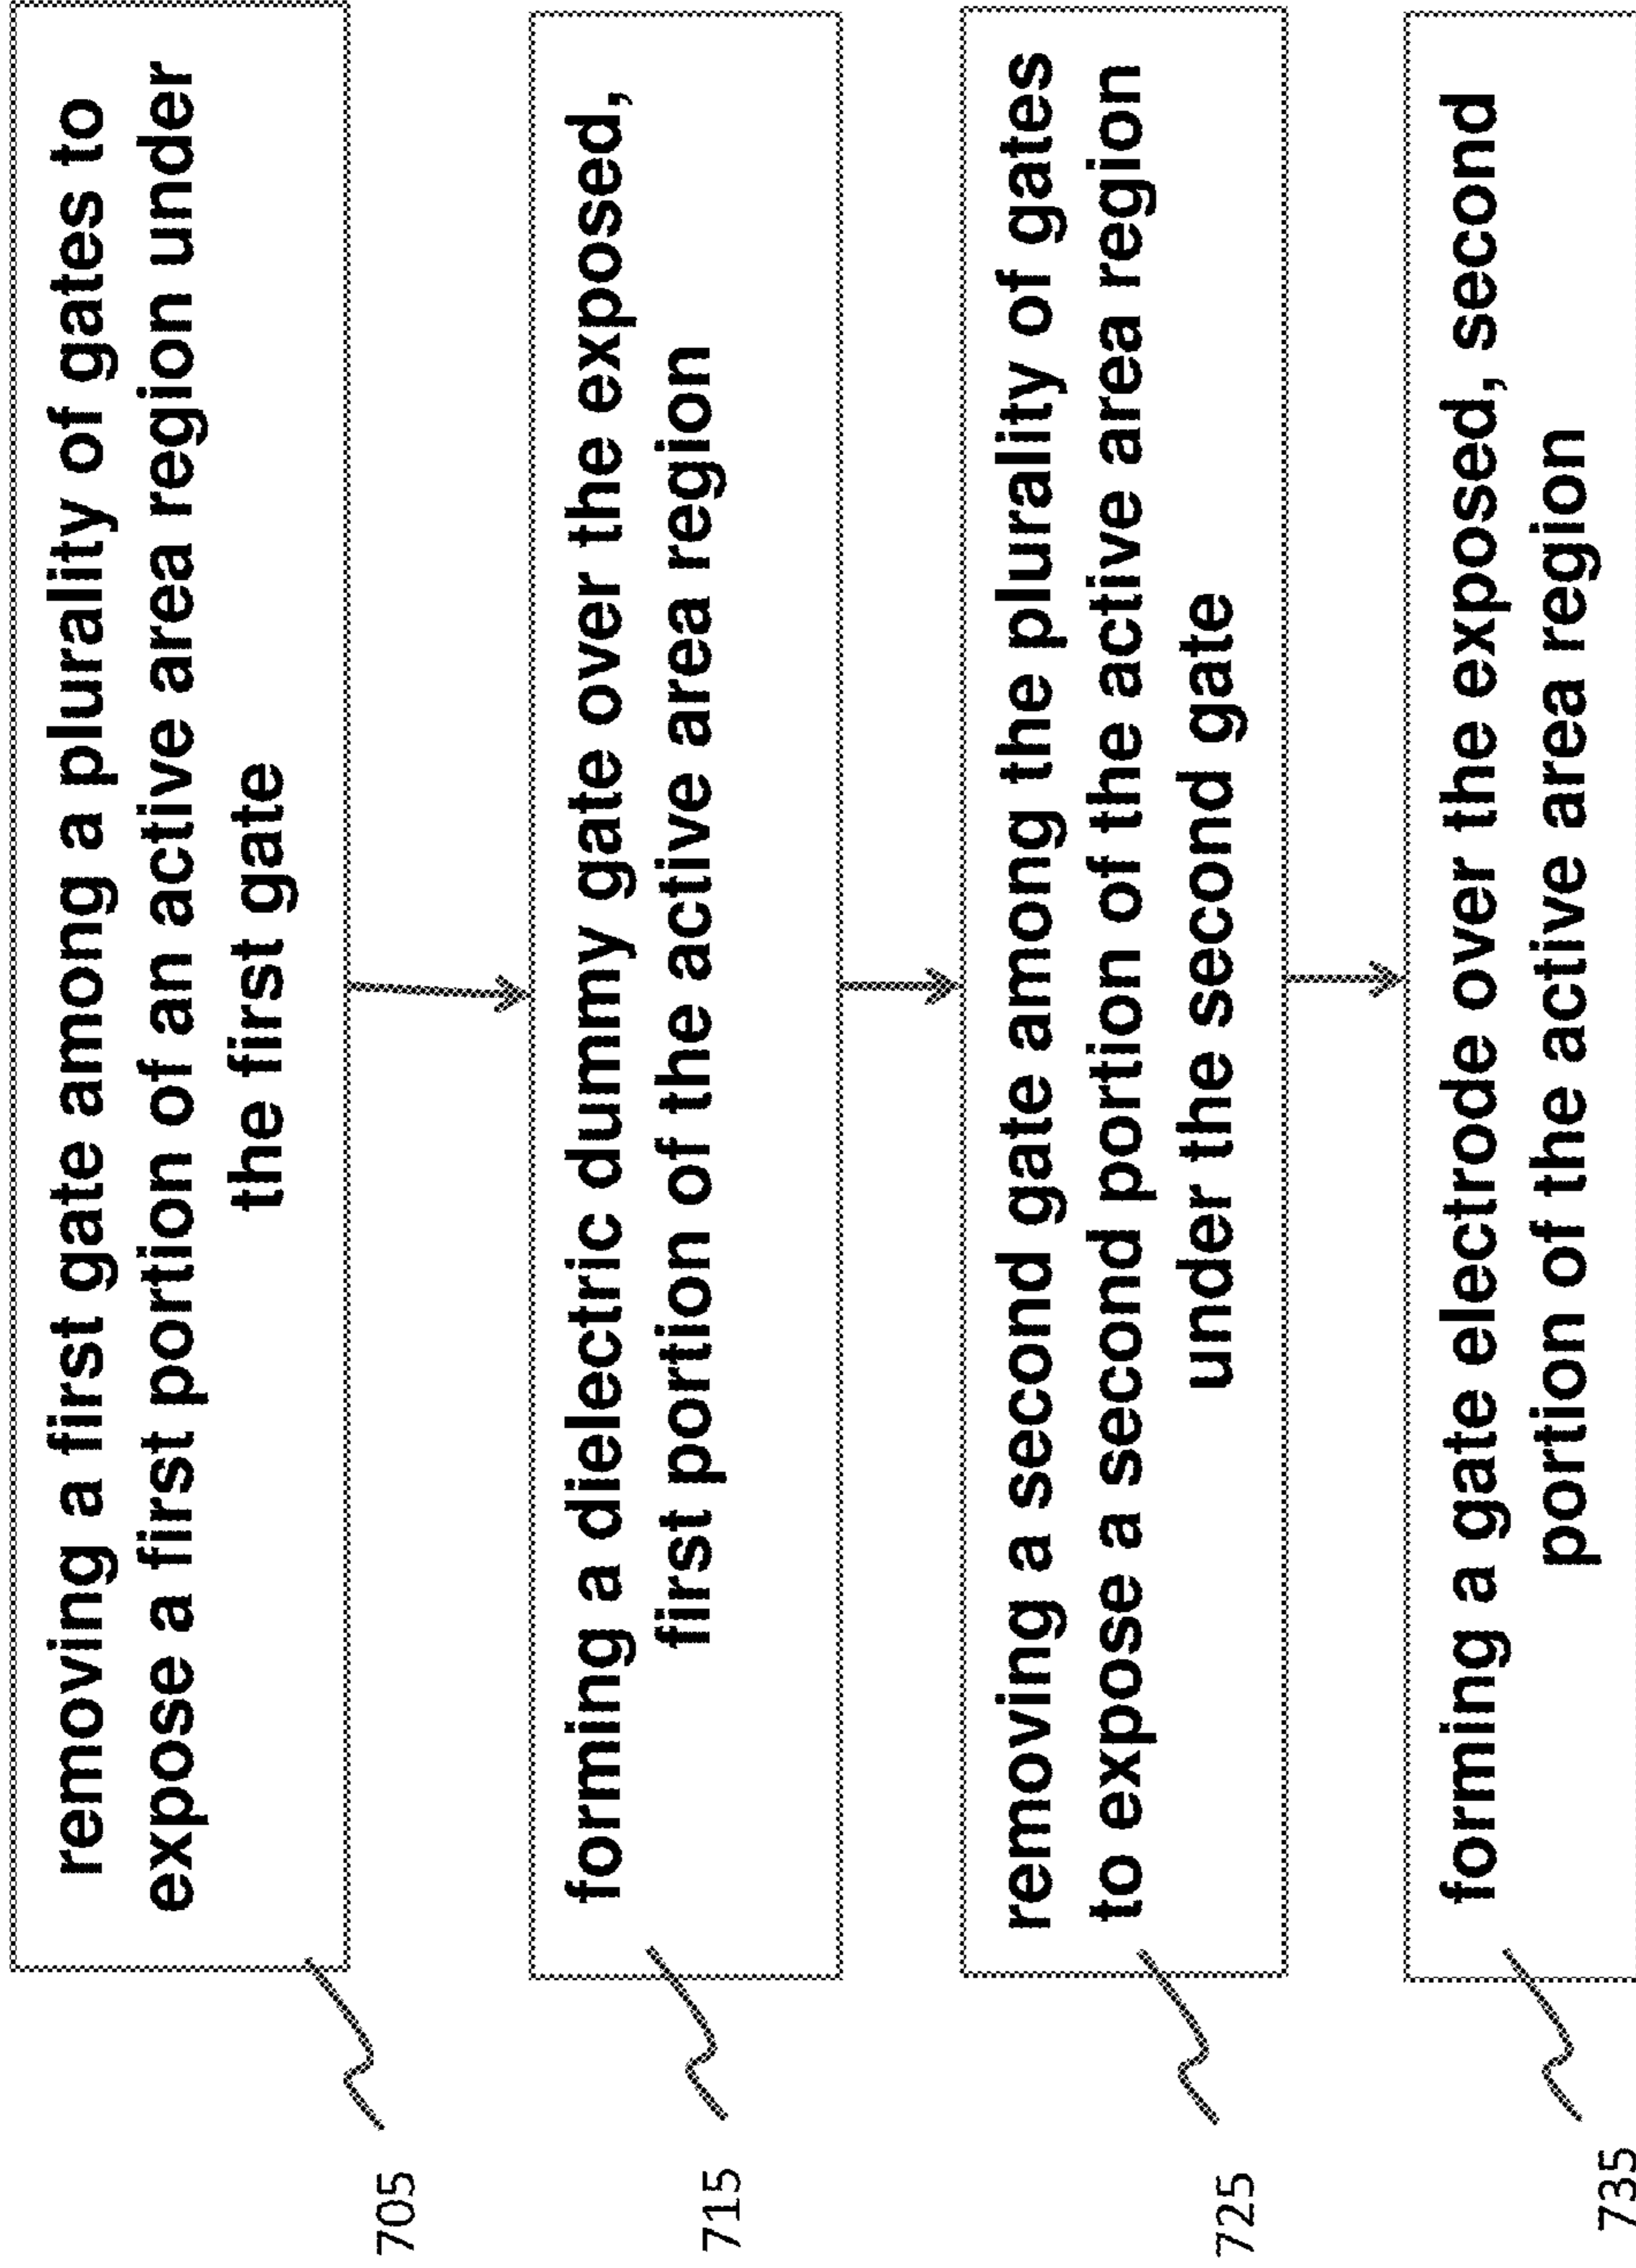 removing a first gate among a plurality of gates to
expose a first portion of an active area region under
the first gate
705
forming a dielectric dummy gate over the exposed,
first portion of the active area region
715
removing a second gate among the plurality of gates
to expose a second portion of the active area region
under the second gate
725
forming a gate electrode over the exposed, second
portion of the active area region
735